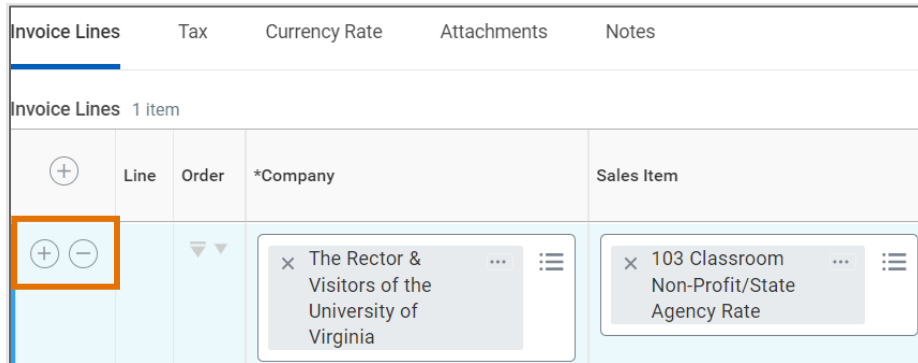 Invoice Lines Tax Currency Rate Attachments Notes
Invoice Lines 1 item
Line Order *Company Sales Item
The Rector &
Visitors of the
University of
Virginia
103 Classroom
Non-Profit/State
Agency Rate